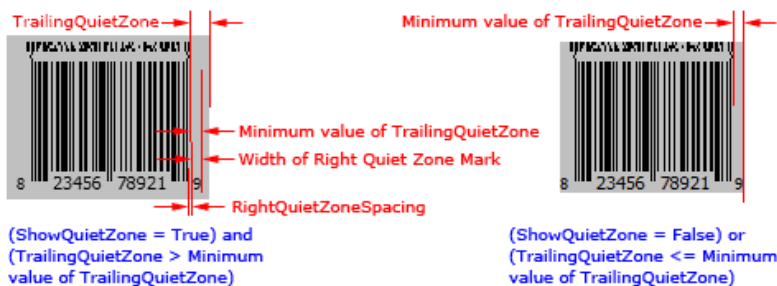 TrailingQuietZone
Minimum value of TrailingQuietZone
Minimum value of TrailingQuietZone
Width of Right Quiet Zone Mark
8 23456 78921 9
8 23456 78921 9
RightQuietZoneSpacing
(ShowQuietZone = True) and
(TrailingQuietZone > Minimum
value of TrailingQuietZone)
(ShowQuietZone = False) or
(TrailingQuietZone <= Minimum
value of TrailingQuietZone)